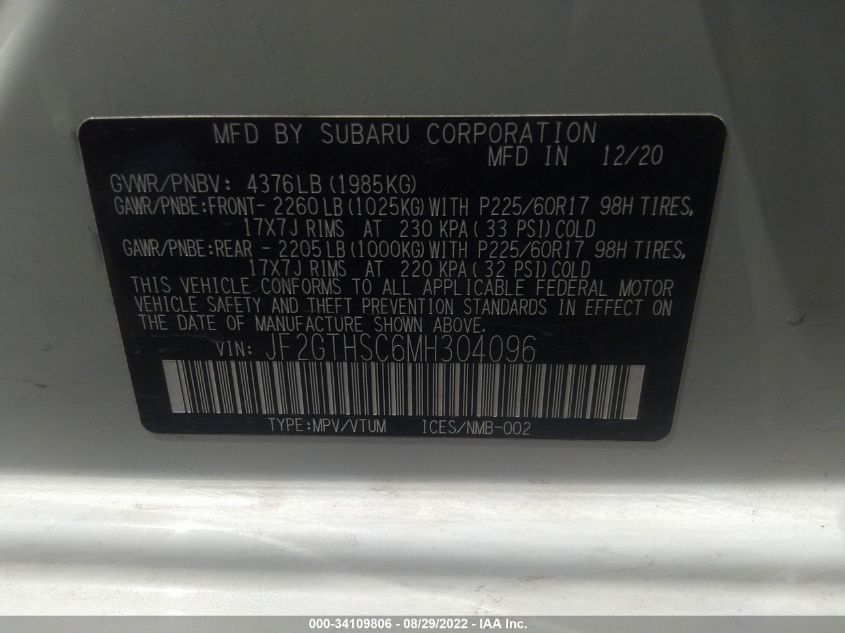 MFD BY SUBARU CORPORATION
MFD IN 12/20
GVWR/PNBV: 4376LB (1985KG)
GAWR/PNBE:FRONT- 2260 LB (1025KG) WITH P225/60R17 98H TIRES,
17X7J RIMS AT 230 KPA ( 33 PSI) COLD
GAWR/PNBE:REAR - 2205 LB (1000KG) WITH P225/60R17 98H TIRES,
17X7J RIMS AT 220 KPA ( 32 PSI) COLD
THIS VEHICLE CONFORMS TO ALL APPLICABLE FEDERAL MOTOR
VEHICLE SAFETY AND THEFT PREVENTION STANDARDS IN EFFECT ON
THE DATE OF MANUFACTURE SHOWN ABOVE.
VIN: JF2GTHSC6MH304096
TYPE:MPV/VTUM ICES/NMB-002
000-34109806 - 08/29/2022 - IAA Inc.